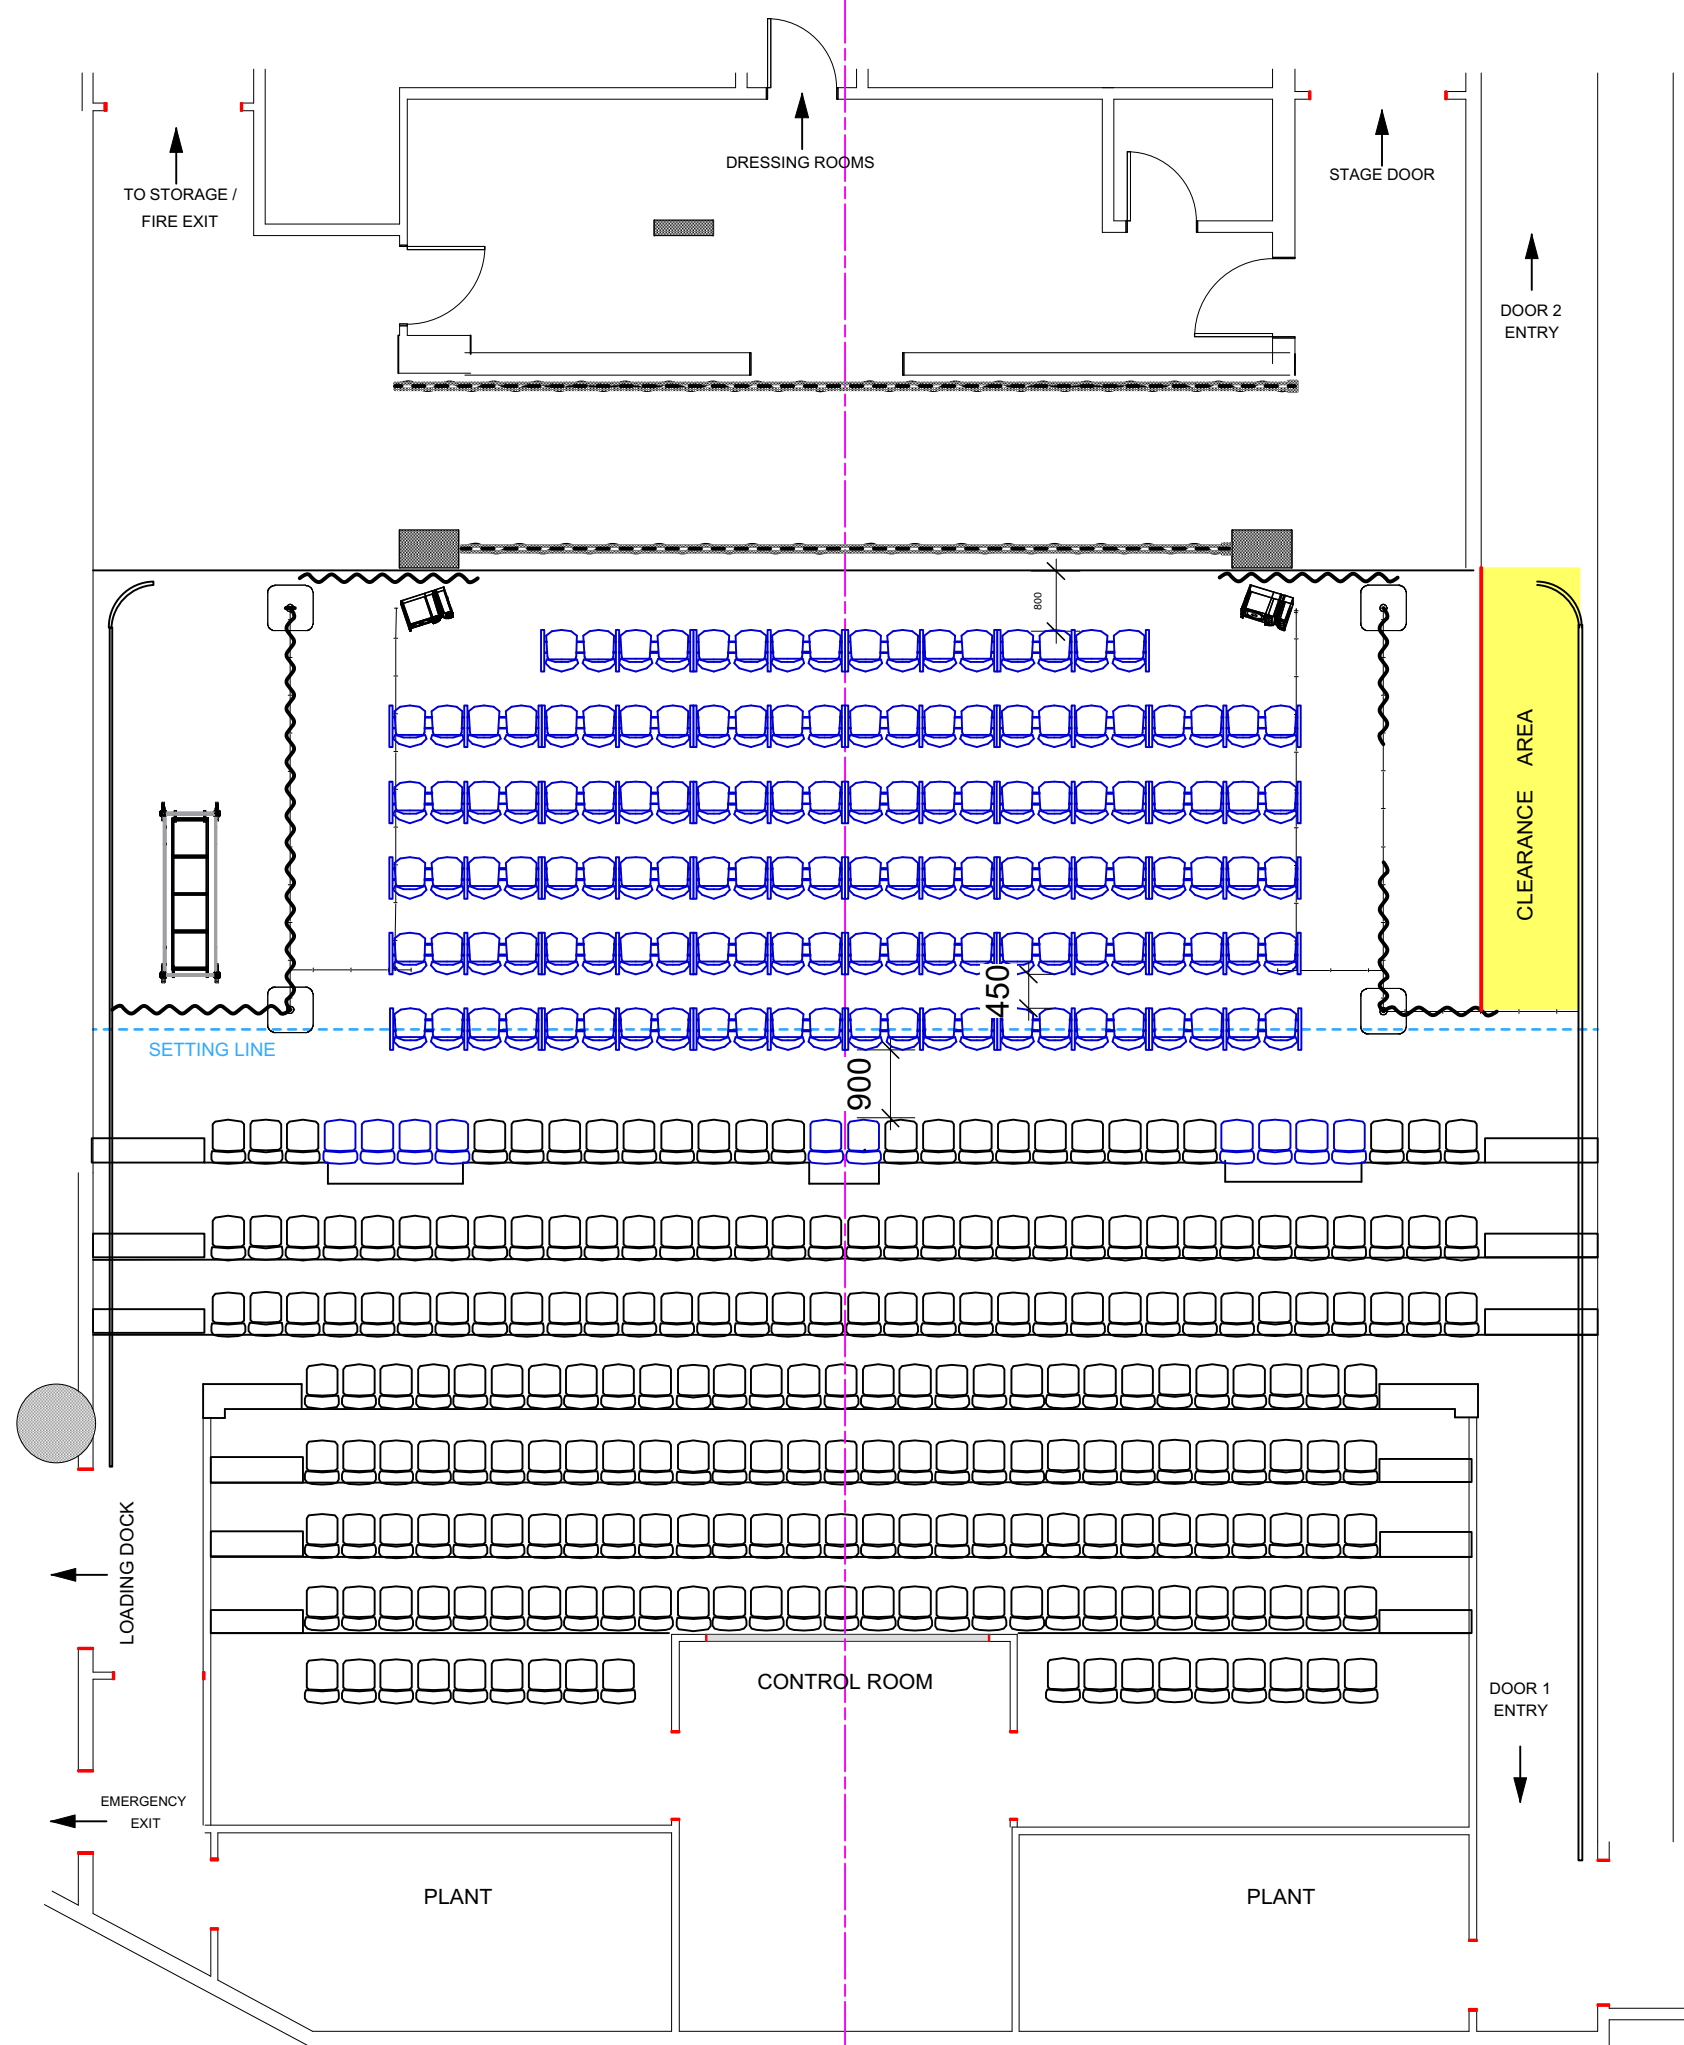 DRESSING ROOMS
STAGE DOOR
TO STORAGE /
FIRE EXIT
DOOR 2
ENTRY
800
CLEARANCE AREA
450
SETTING LINE
900
LOADING DOCK
CONTROL ROOM
DOOR 1
ENTRY
EMERGENCY
EXIT
PLANT
PLANT